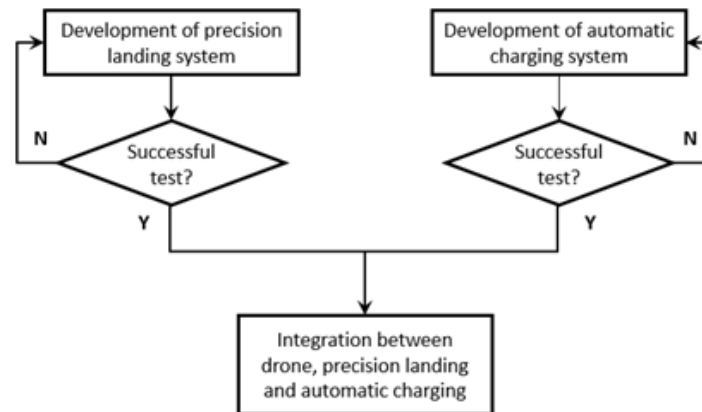 Development of precision
landing system
Development of automatic
charging system
N
Successful
test?
Y
Successful
test?
N
Y
Integration between
drone, precision landing
and automatic charging